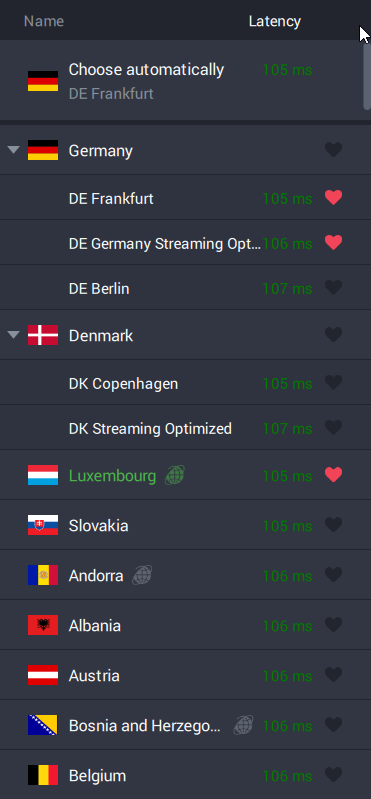 Name Latency
Choose automatically 105 ms
DE Frankfurt
Germany
DE Frankfurt 105 ms
DE Germany Streaming Opt... 106 ms
DE Berlin 107 ms
Denmark
DK Copenhagen 105 ms
DK Streaming Optimized 107 ms
Luxembourg 105 ms
Slovakia 105 ms
Andorra 106 ms
Albania 106 ms
Austria 106 ms
Bosnia and Herzego... 106 ms
Belgium 106 ms